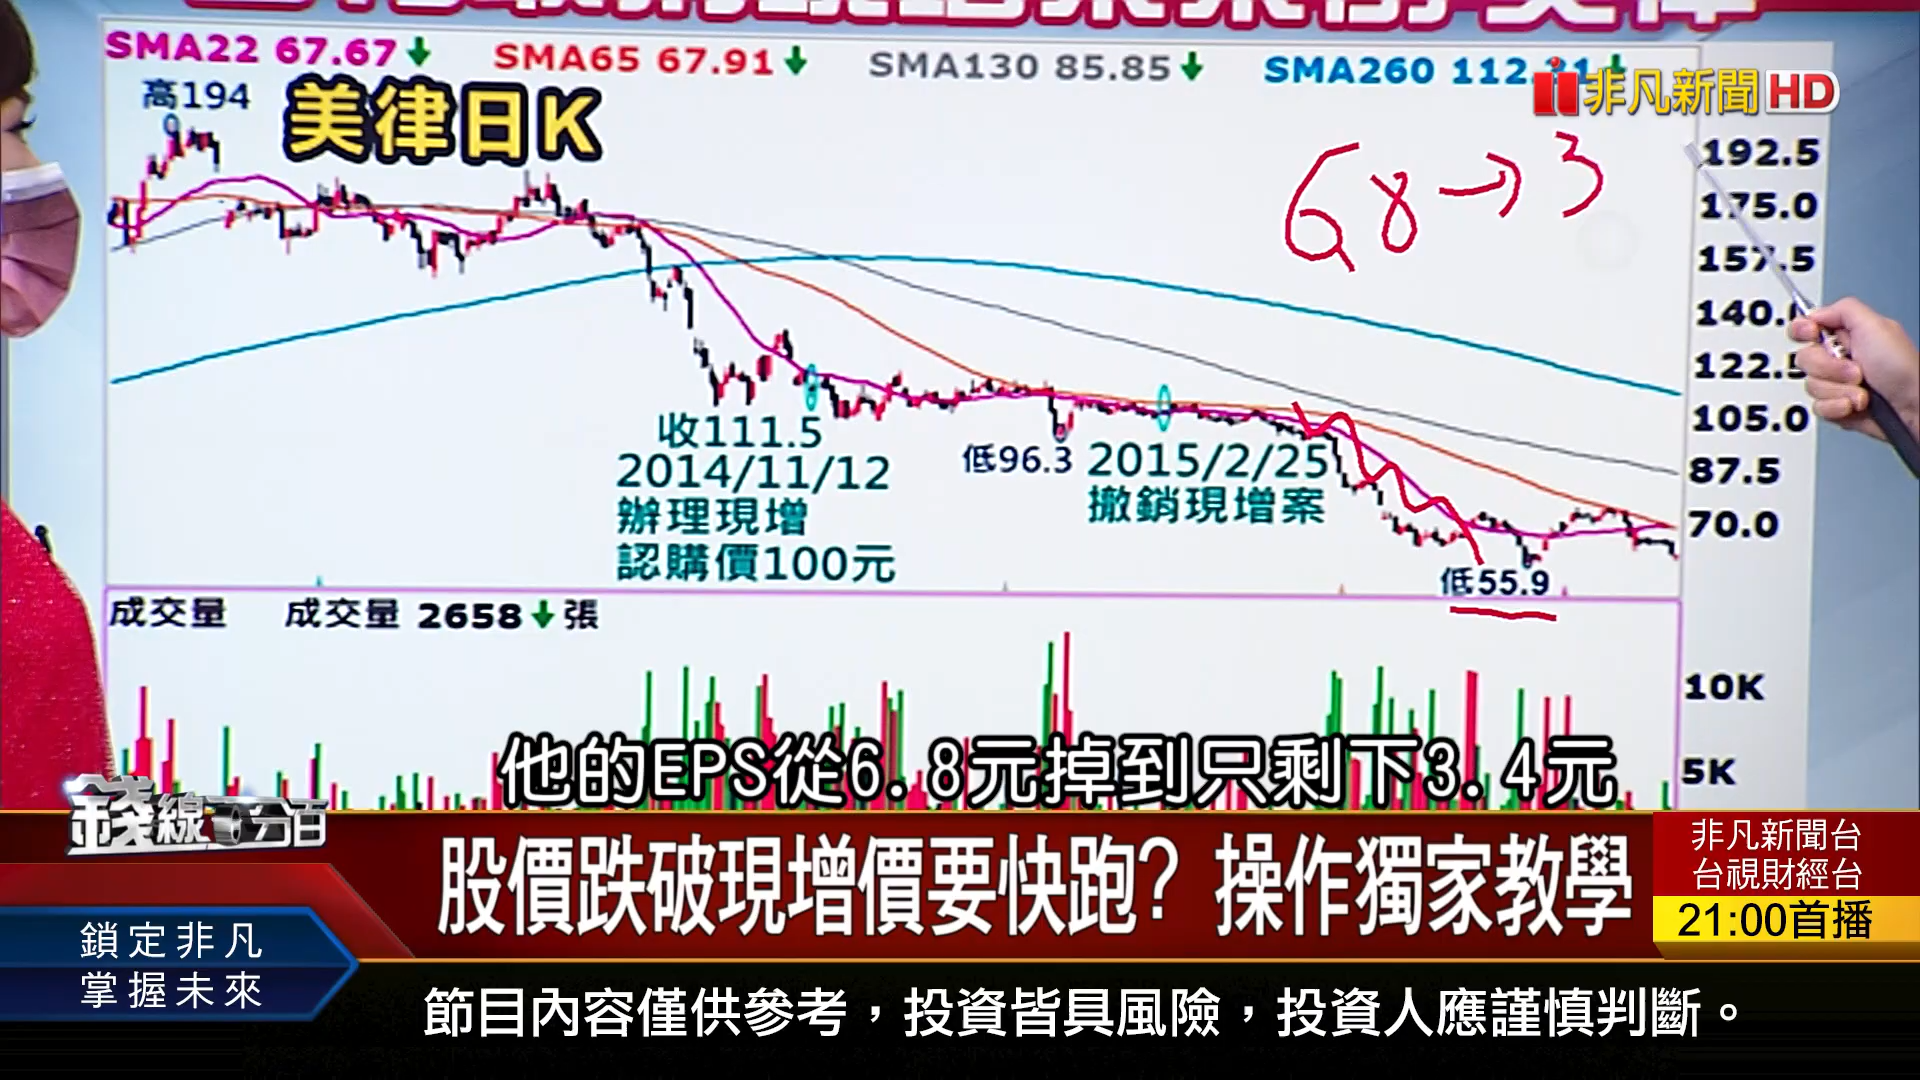 SMA22 67.67↓ SMA65 67.91↓ SMA130 85.85↓ SMA260 112.
非凡新聞HD
高194
美律日K
68→3
192.5
175.0
157.5
140.
122.5
105.0
87.5
70.0
收111.5
2014/11/12
辦理現增
認購價100元
低96.3
2015/2/25
撤銷現增案
低55.9
成交量 成交量 2658↓張
10K
5K
他的EPS從6.8元掉到只剩下3.4元
錢線百分百
股價跌破現增價要快跑? 操作獨家教學
非凡新聞台
台視財經台
21:00首播
鎖定非凡
掌握未來
節目內容僅供參考，投資皆具風險，投資人應謹慎判斷。